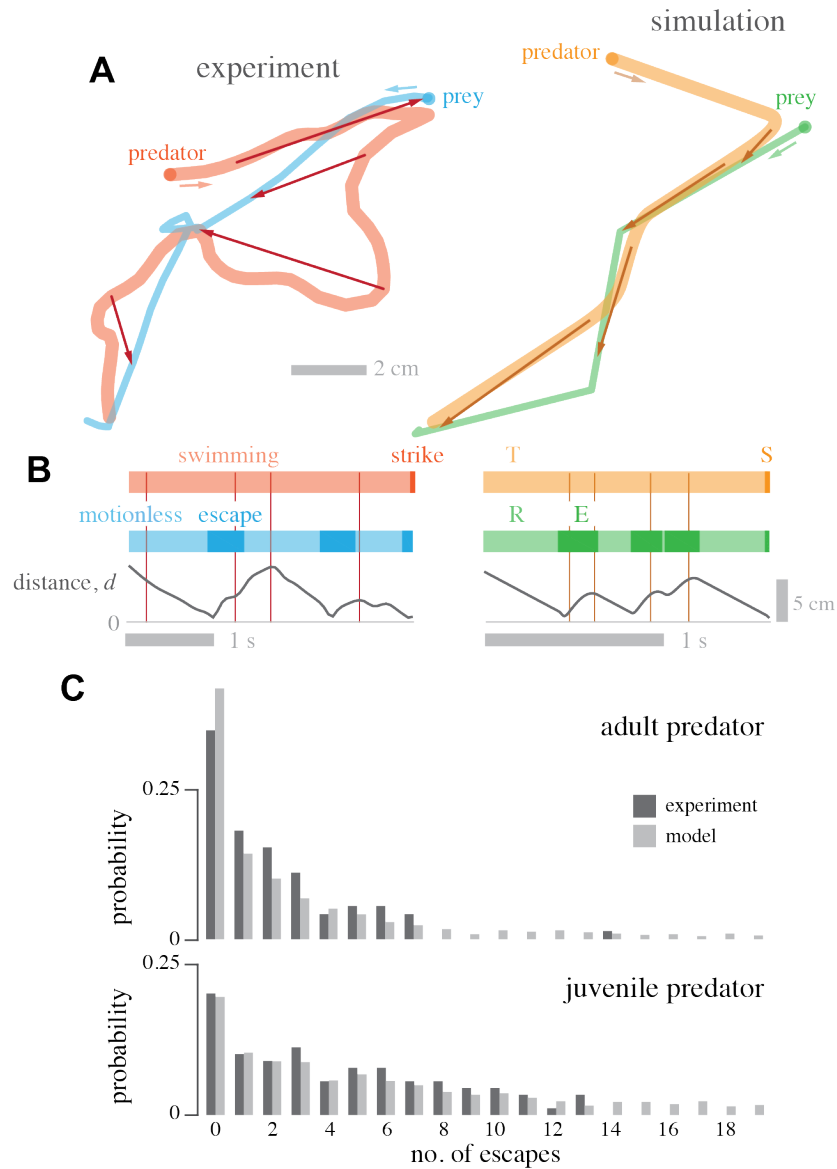 A
experiment
simulation
predator
prey
prey
predator
2 cm
B
swimming
strike
T
S
motionless
escape
R
E
distance, d
0
5 cm
1 s
1 s
C
adult predator
0.25
probability
0
experiment
model
0.25
juvenile predator
probability
0
0 2 4 6 8 10 12 14 16 18
no. of escapes